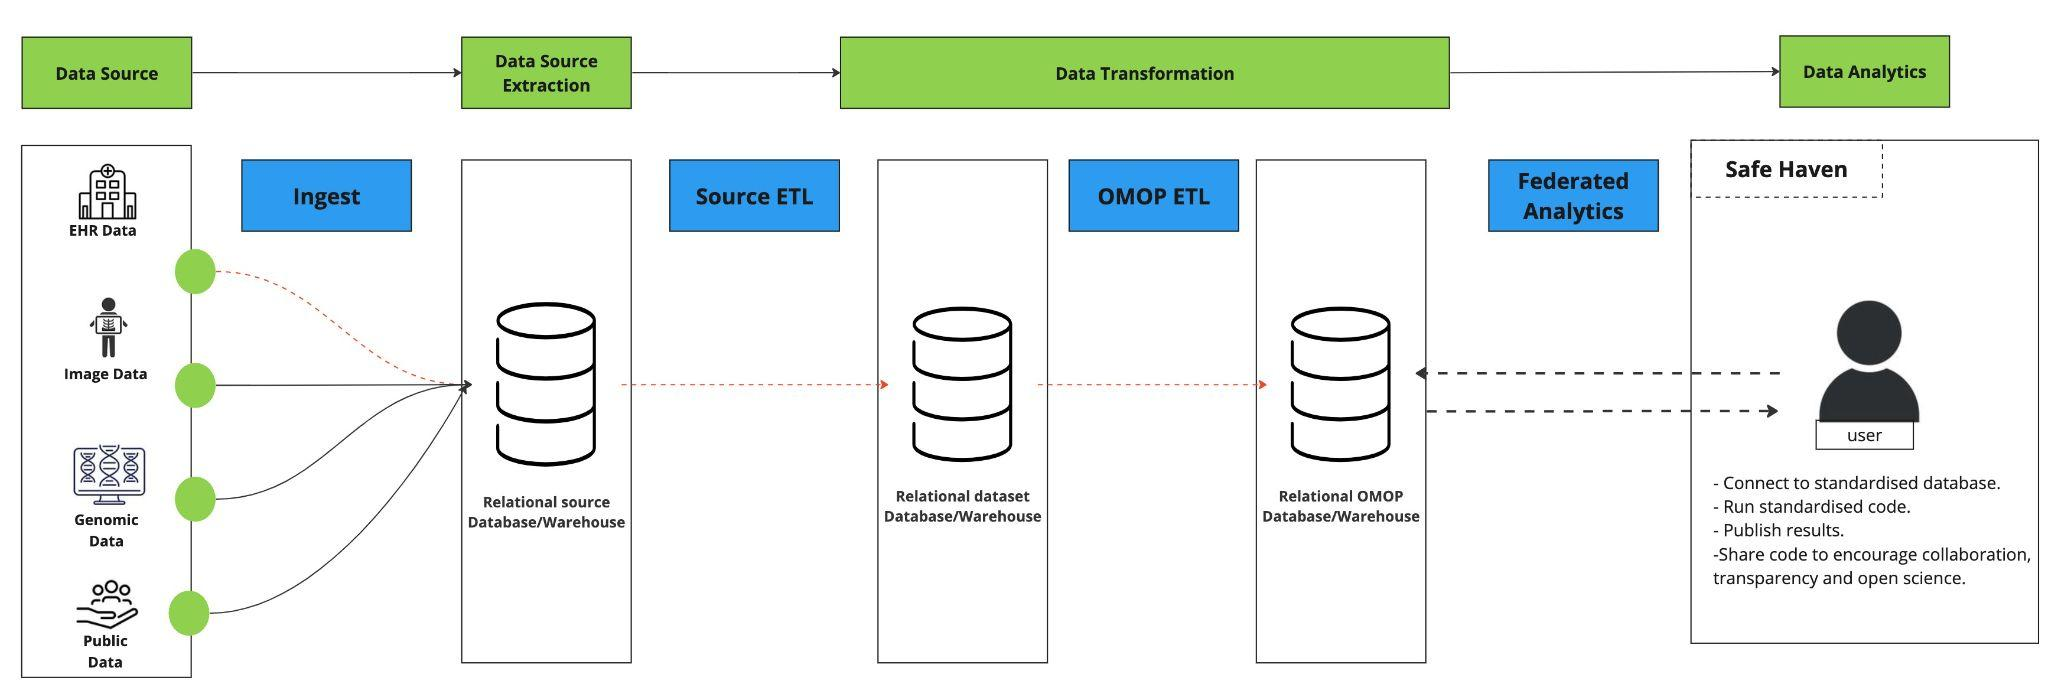 Data Source
Data Source
Extraction
Data Transformation
Data Analytics
EHR Data
Image Data
Genomic
Data
Public
Data
Ingest
Relational source
Database/Warehouse
Source ETL
Relational dataset
Database/Warehouse
OMOP ETL
Relational OMOP
Database/Warehouse
Federated
Analytics
Safe Haven
user
- Connect to standardised database.
- Run standardised code.
- Publish results.
-Share code to encourage collaboration,
transparency and open science.